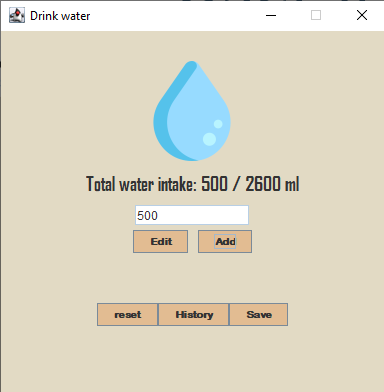 Drink water
Total water intake: 500 / 2600 ml
500
Edit Add
reset History Save